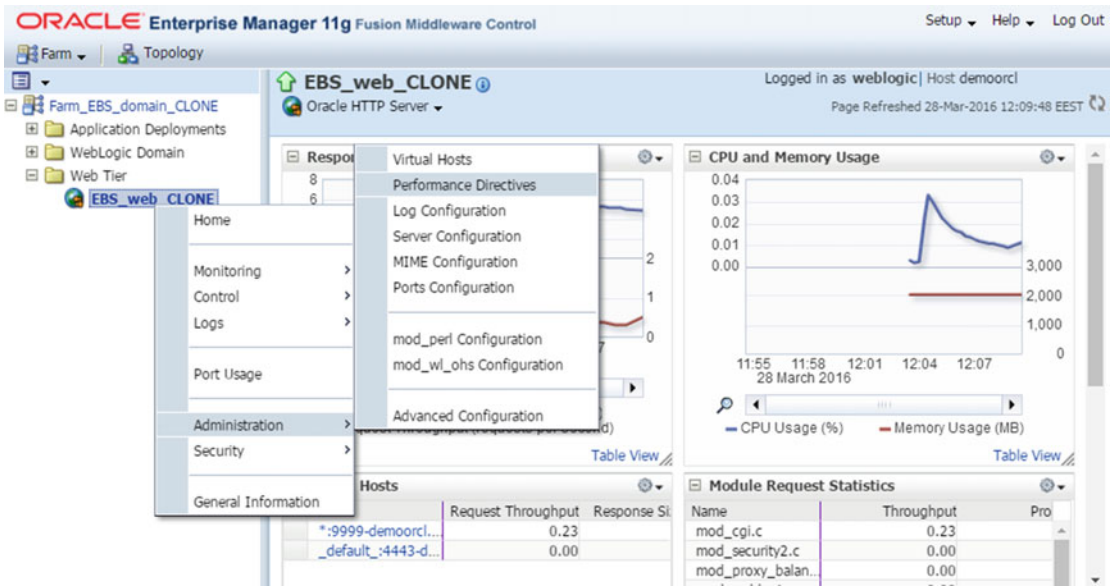 ORACLE Enterprise Manager 11g Fusion Middleware Control
Setup Help Log Out
Farm Topology
Farm_EBS_domain_CLONE
Application Deployments
WebLogic Domain
Web Tier
EBS_web_CLONE
EBS_web_CLONE
Oracle HTTP Server
Logged in as weblogic| Host demoorcl
Page Refreshed 28-Mar-2016 12:09:48 EEST
Home
Monitoring
Control
Logs
Port Usage
Administration
Security
General Information
Virtual Hosts
Performance Directives
Log Configuration
Server Configuration
MIME Configuration
Ports Configuration
mod_perl Configuration
mod_wl_ohs Configuration
Advanced Configuration
8
6
2
1
0
Table View
CPU and Memory Usage
0.04
0.03
0.02
0.01
0.00
3,000
2,000
1,000
0
11:55 11:58 12:01 12:04 12:07
28 March 2016
CPU Usage (%) Memory Usage (MB)
Table View
Hosts
Request Throughput Response Si
*:9999-demoorcl.... 0.23
_default_:4443-d... 0.00
Module Request Statistics
Name Throughput Pro
mod_cgi.c 0.23
mod_security2.c 0.00
mod_proxy_balan... 0.00